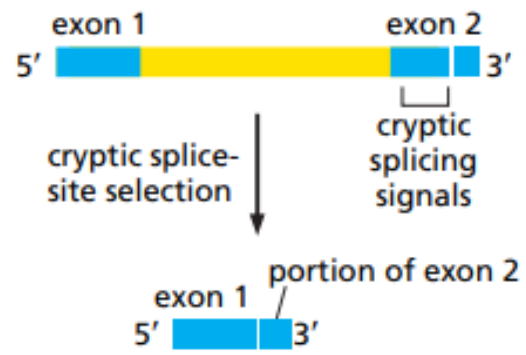 exon 1 exon 2
5′ 3′
cryptic splice-
site selection
cryptic
splicing
signals
portion of exon 2
exon 1
5′ 3′